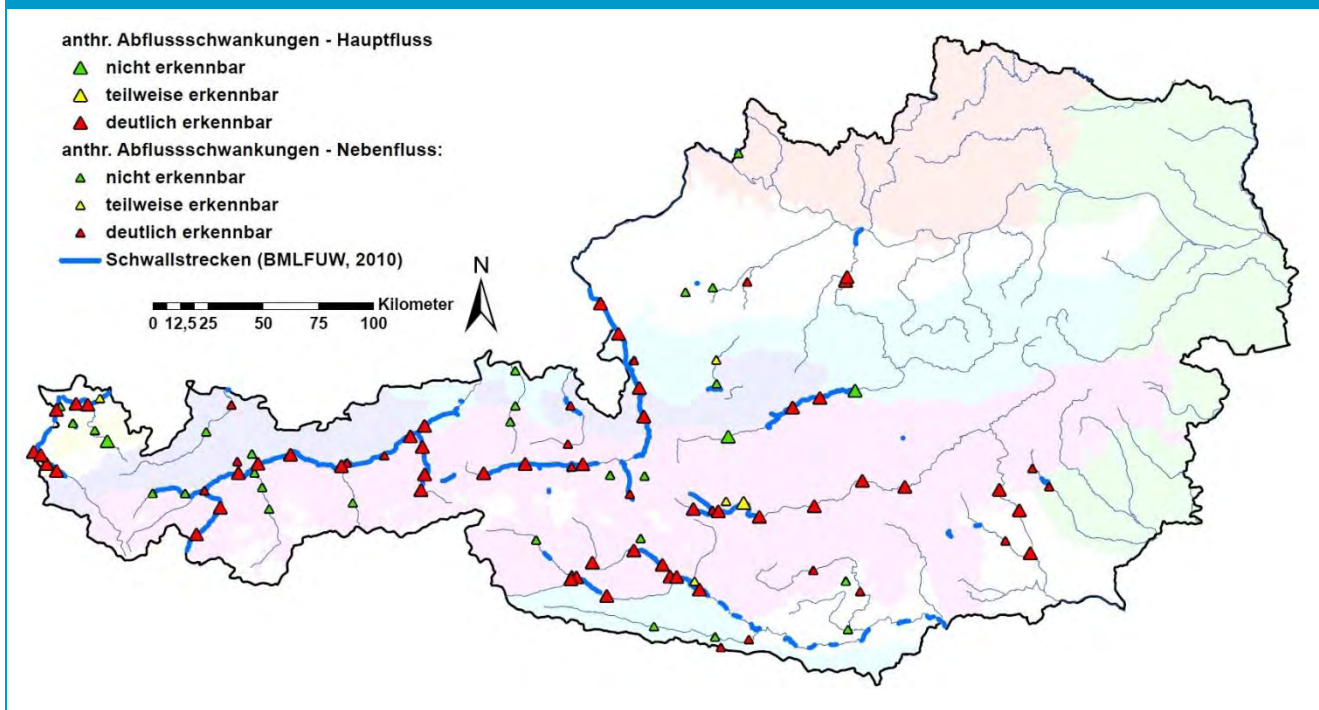 anthr. Abflussschwankungen - Hauptfluss
nicht erkennbar
teilweise erkennbar
deutlich erkennbar
anthr. Abflussschwankungen - Nebenfluss:
nicht erkennbar
teilweise erkennbar
deutlich erkennbar
Schwallstrecken (BMLFUW, 2010)
N
Kilometer
0 12,5 25 50 75 100